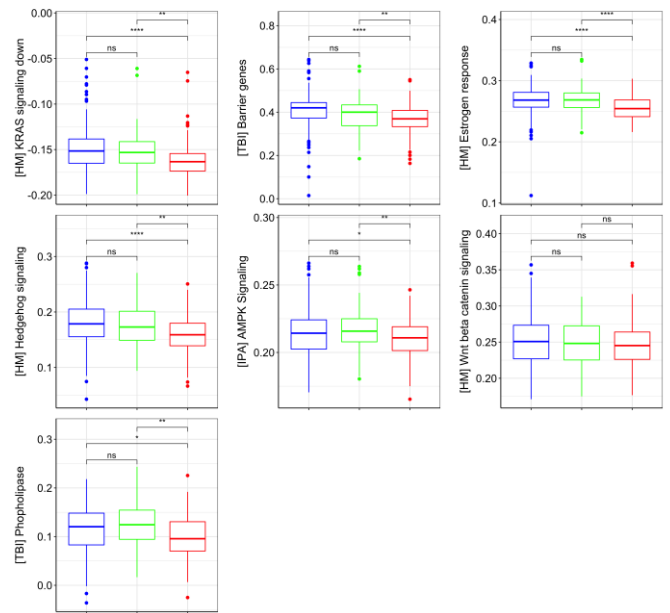 [HM] KRAS signaling down
0.00
-0.05
-0.10
-0.15
-0.20
**
****
ns
[TBI] Barrier genes
0.8
0.6
0.4
0.2
0.0
**
****
ns
[HM] Estrogen response
0.4
0.3
0.2
0.1
****
****
ns
[HM] Hedgehog signaling
0.3
0.2
0.1
**
****
ns
[IPA] AMPK Signaling
0.30
0.25
0.20
**
*
ns
[HM] Wnt beta catenin signaling
0.40
0.35
0.30
0.25
0.20
ns
ns
ns
[TBI] Phopholipase
0.3
0.2
0.1
0.0
**
*
ns